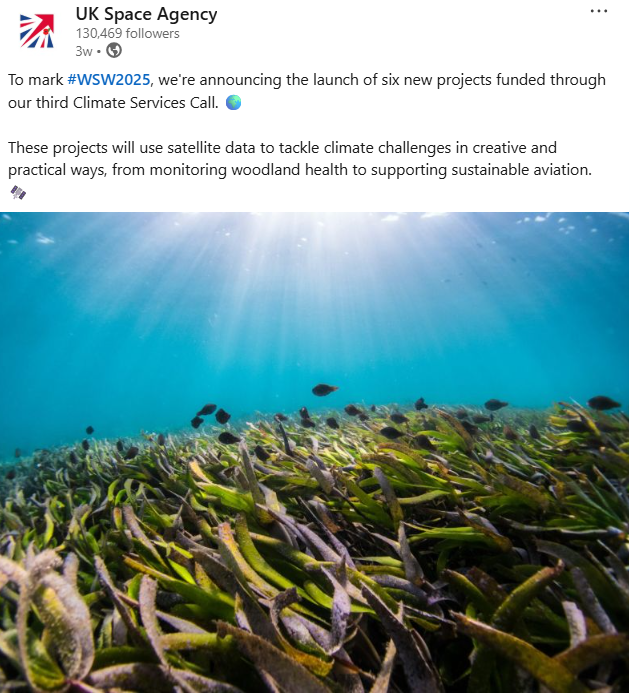 UK Space Agency
130,469 followers
3w •
To mark #WSW2025, we're announcing the launch of six new projects funded through
our third Climate Services Call. 🌍
These projects will use satellite data to tackle climate challenges in creative and
practical ways, from monitoring woodland health to supporting sustainable aviation.
🛰️